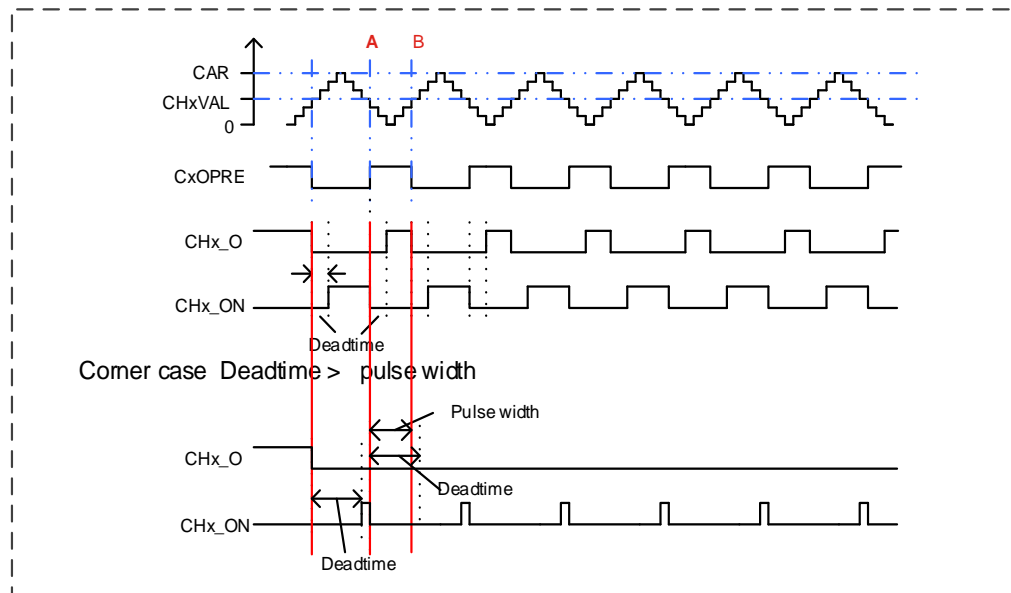 A B
CAR
CHxVAL
0
CxOPRE
CHx_O
CHx_ON
Deadtime
Corner case Deadtime > pulse width
Pulse width
CHx_O
Deadtime
CHx_ON
Deadtime